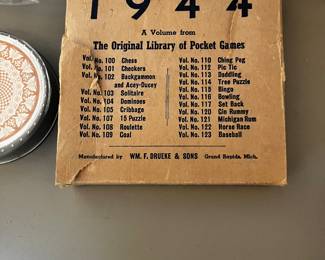 1944
A Volume from
The Original Library of Pocket Games
Vol. No. 100 Chess
Vol. No. 101 Checkers
Vol. No. 102 Backgammon
and Acey-Ducey
Vol. No. 103 Solitaire
Vol. No. 104 Dominoes
Vol. No. 105 Cribbage
Vol. No. 107 15 Puzzle
Vol. No. 108 Roulette
Vol. No. 109 Goal
Vol. No. 110 Ching Peg
Vol. No. 112 Pic Tic
Vol. No. 113 Daddling
Vol. No. 114 Tree Puzzle
Vol. No. 115 Bingo
Vol. No. 116 Bowling
Vol. No. 117 Set Back
Vol. No. 120 Gin Rummy
Vol. No. 121 Michigan Rum
Vol. No. 122 Horse Race
Vol. No. 123 Baseball
Manufactured by WM. F. DRUEKE & SONS Grand Rapids, Mich.